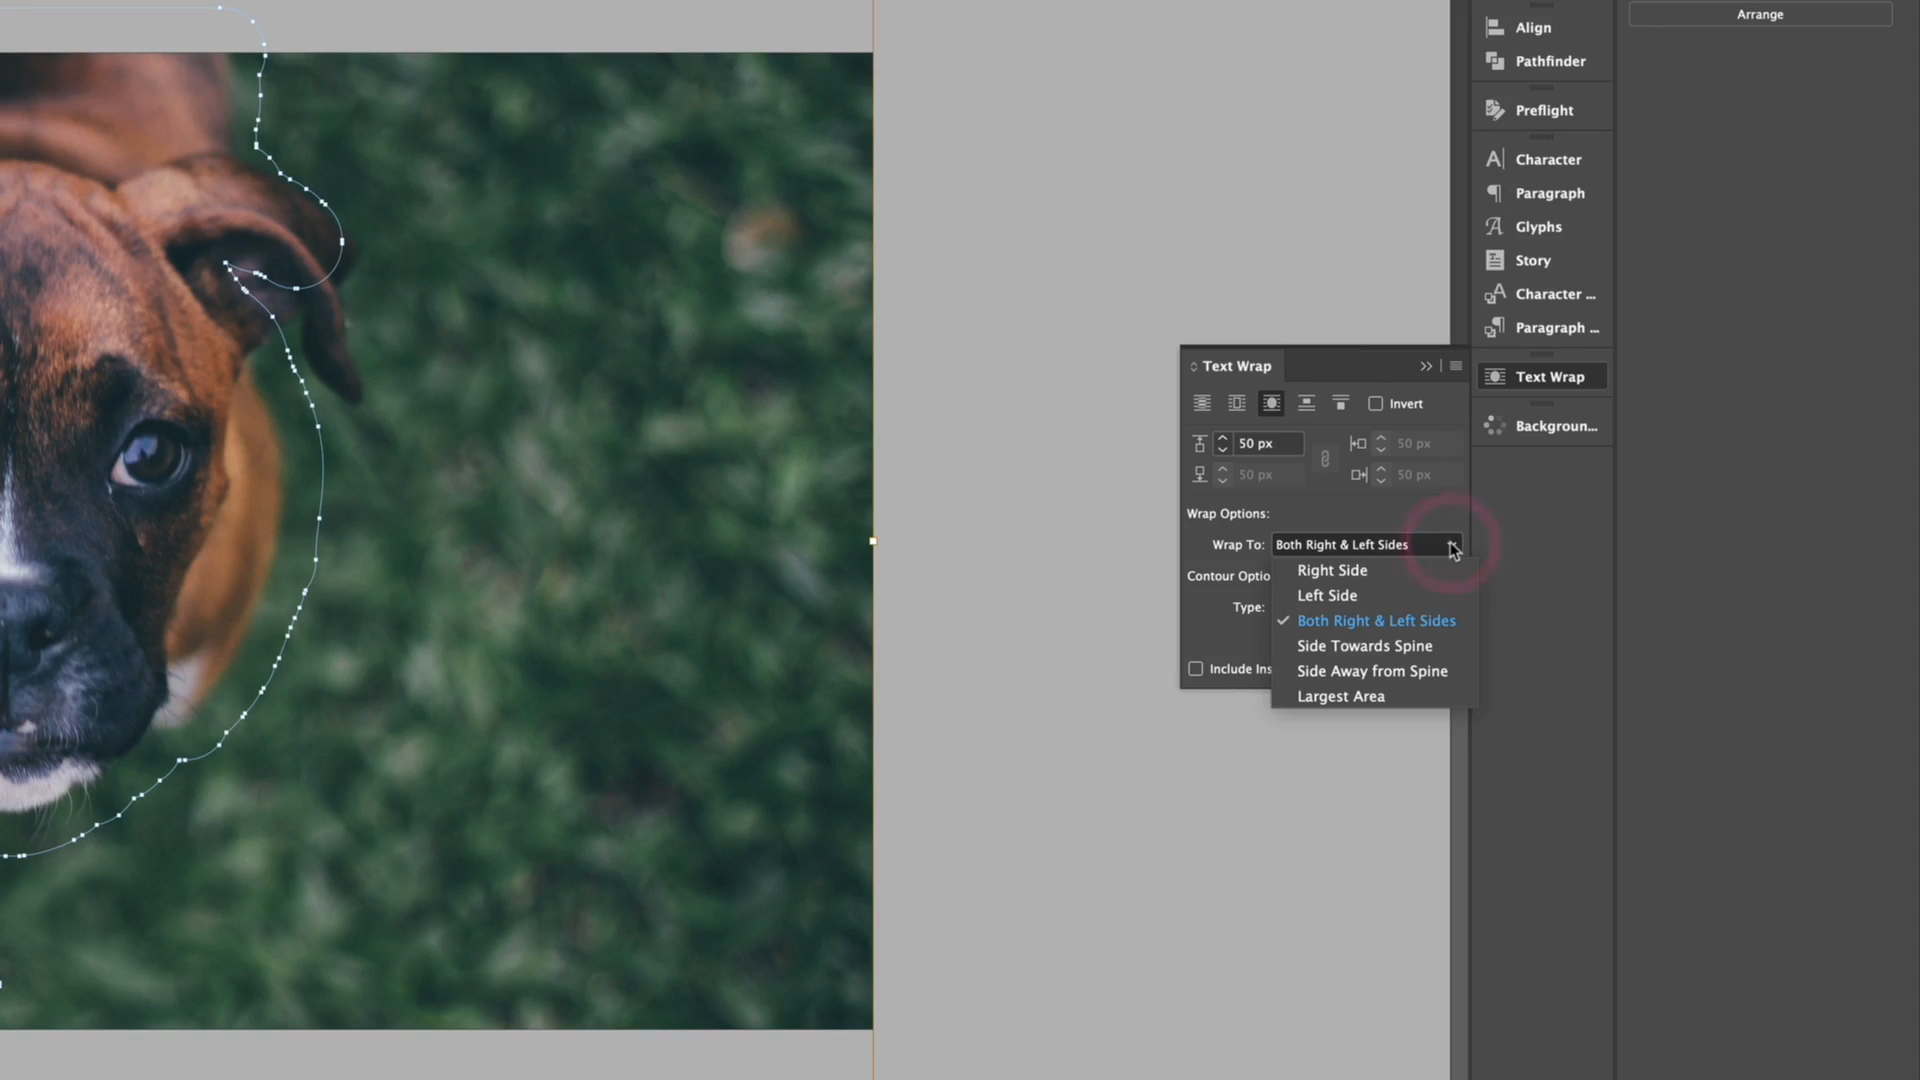 Arrange
Align
Pathfinder
Preflight
Character
Paragraph
Glyphs
Story
Character ...
Paragraph ...
Text Wrap
Backgroun...
Text Wrap
Invert
50 px
50 px
50 px
50 px
Wrap Options:
Wrap To: Both Right & Left Sides
Right Side
Left Side
Both Right & Left Sides
Side Towards Spine
Side Away from Spine
Largest Area
Contour Optio
Type:
Include Ins